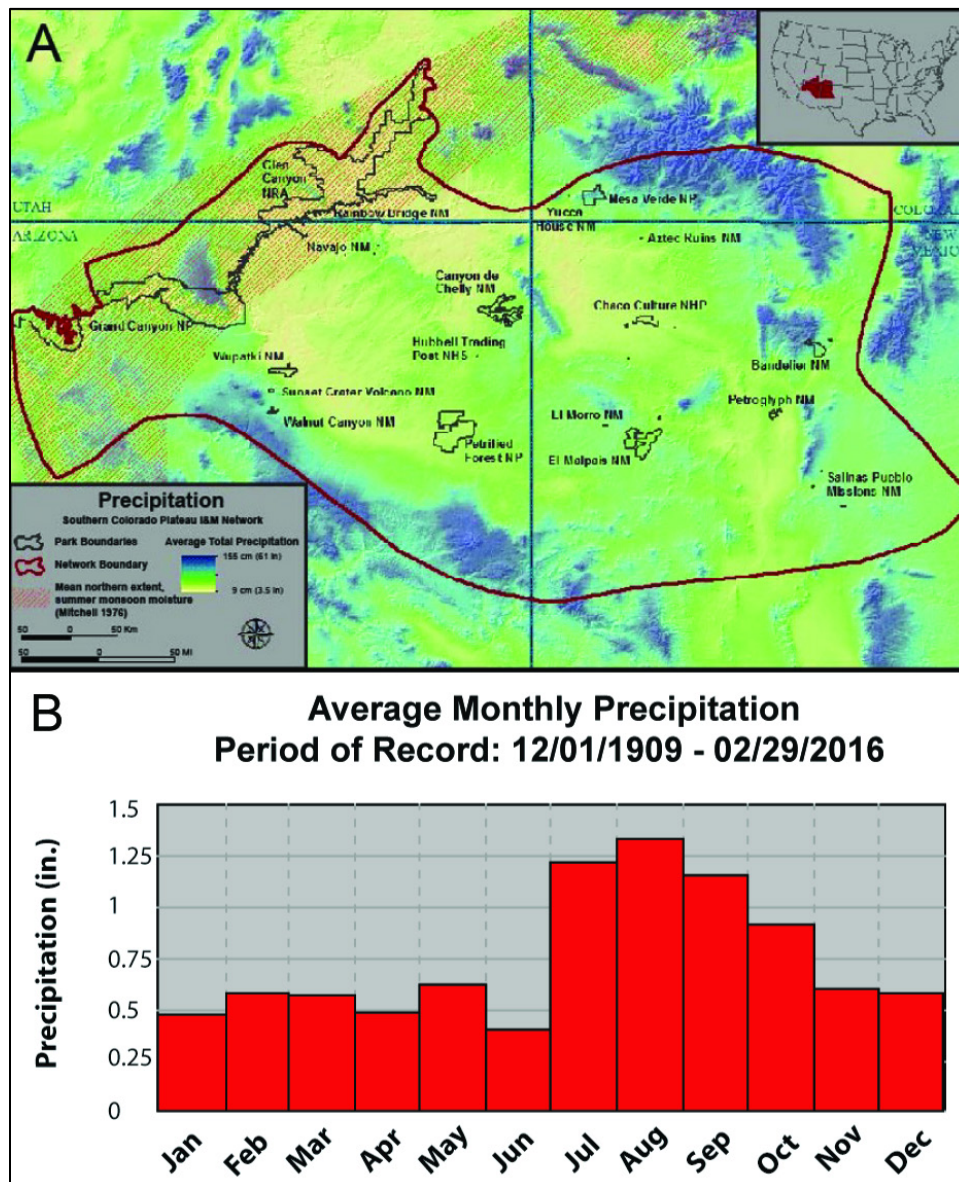 A
UTAH
ARIZONA
COLORAD
NEW
MEXICO
Glen
Canyon
NRA
Rainbow Bridge NM
Navajo NM
Yucca
House NM
Mesa Verde NP
Aztec Ruins NM
Canyon de
Chelly NM
Chaco Culture NHP
Grand Canyon NP
Hubbell Trading
Post NHS
Bandelier NM
Wupatki NM
Sunset Crater Volcano NM
Walnut Canyon NM
Petroglyph NM
El Morro NM
Petrified
Forest NP
El Malpais NM
Salinas Pueblo
Missions NM
Precipitation
Southern Colorado Plateau I&M Network
Park Boundaries
Network Boundary
Mean northern extent,
summer monsoon moisture
(Mitchell 1976)
Average Total Precipitation
155 cm (61 in)
9 cm (3.5 in)
50 0 50 Km
50 0 50 MI
B
Average Monthly Precipitation
Period of Record: 12/01/1909 - 02/29/2016
Precipitation (in.)
1.5
1.25
1
0.75
0.5
0.25
0
Jan Feb Mar Apr May Jun Jul Aug Sep Oct Nov Dec